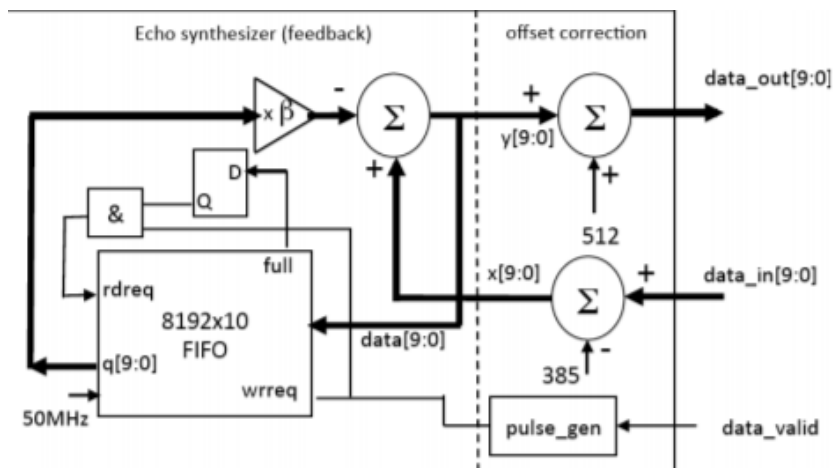 Echo synthesizer (feedback)
offset correction
x β
-
Σ
+
+
y[9:0]
Σ
+
512
data_out[9:0]
D
Q
&
full
rdreq
8192x10
FIFO
q[9:0]
wrreq
50MHz
data[9:0]
x[9:0]
Σ
+
-
385
data_in[9:0]
pulse_gen
data_valid